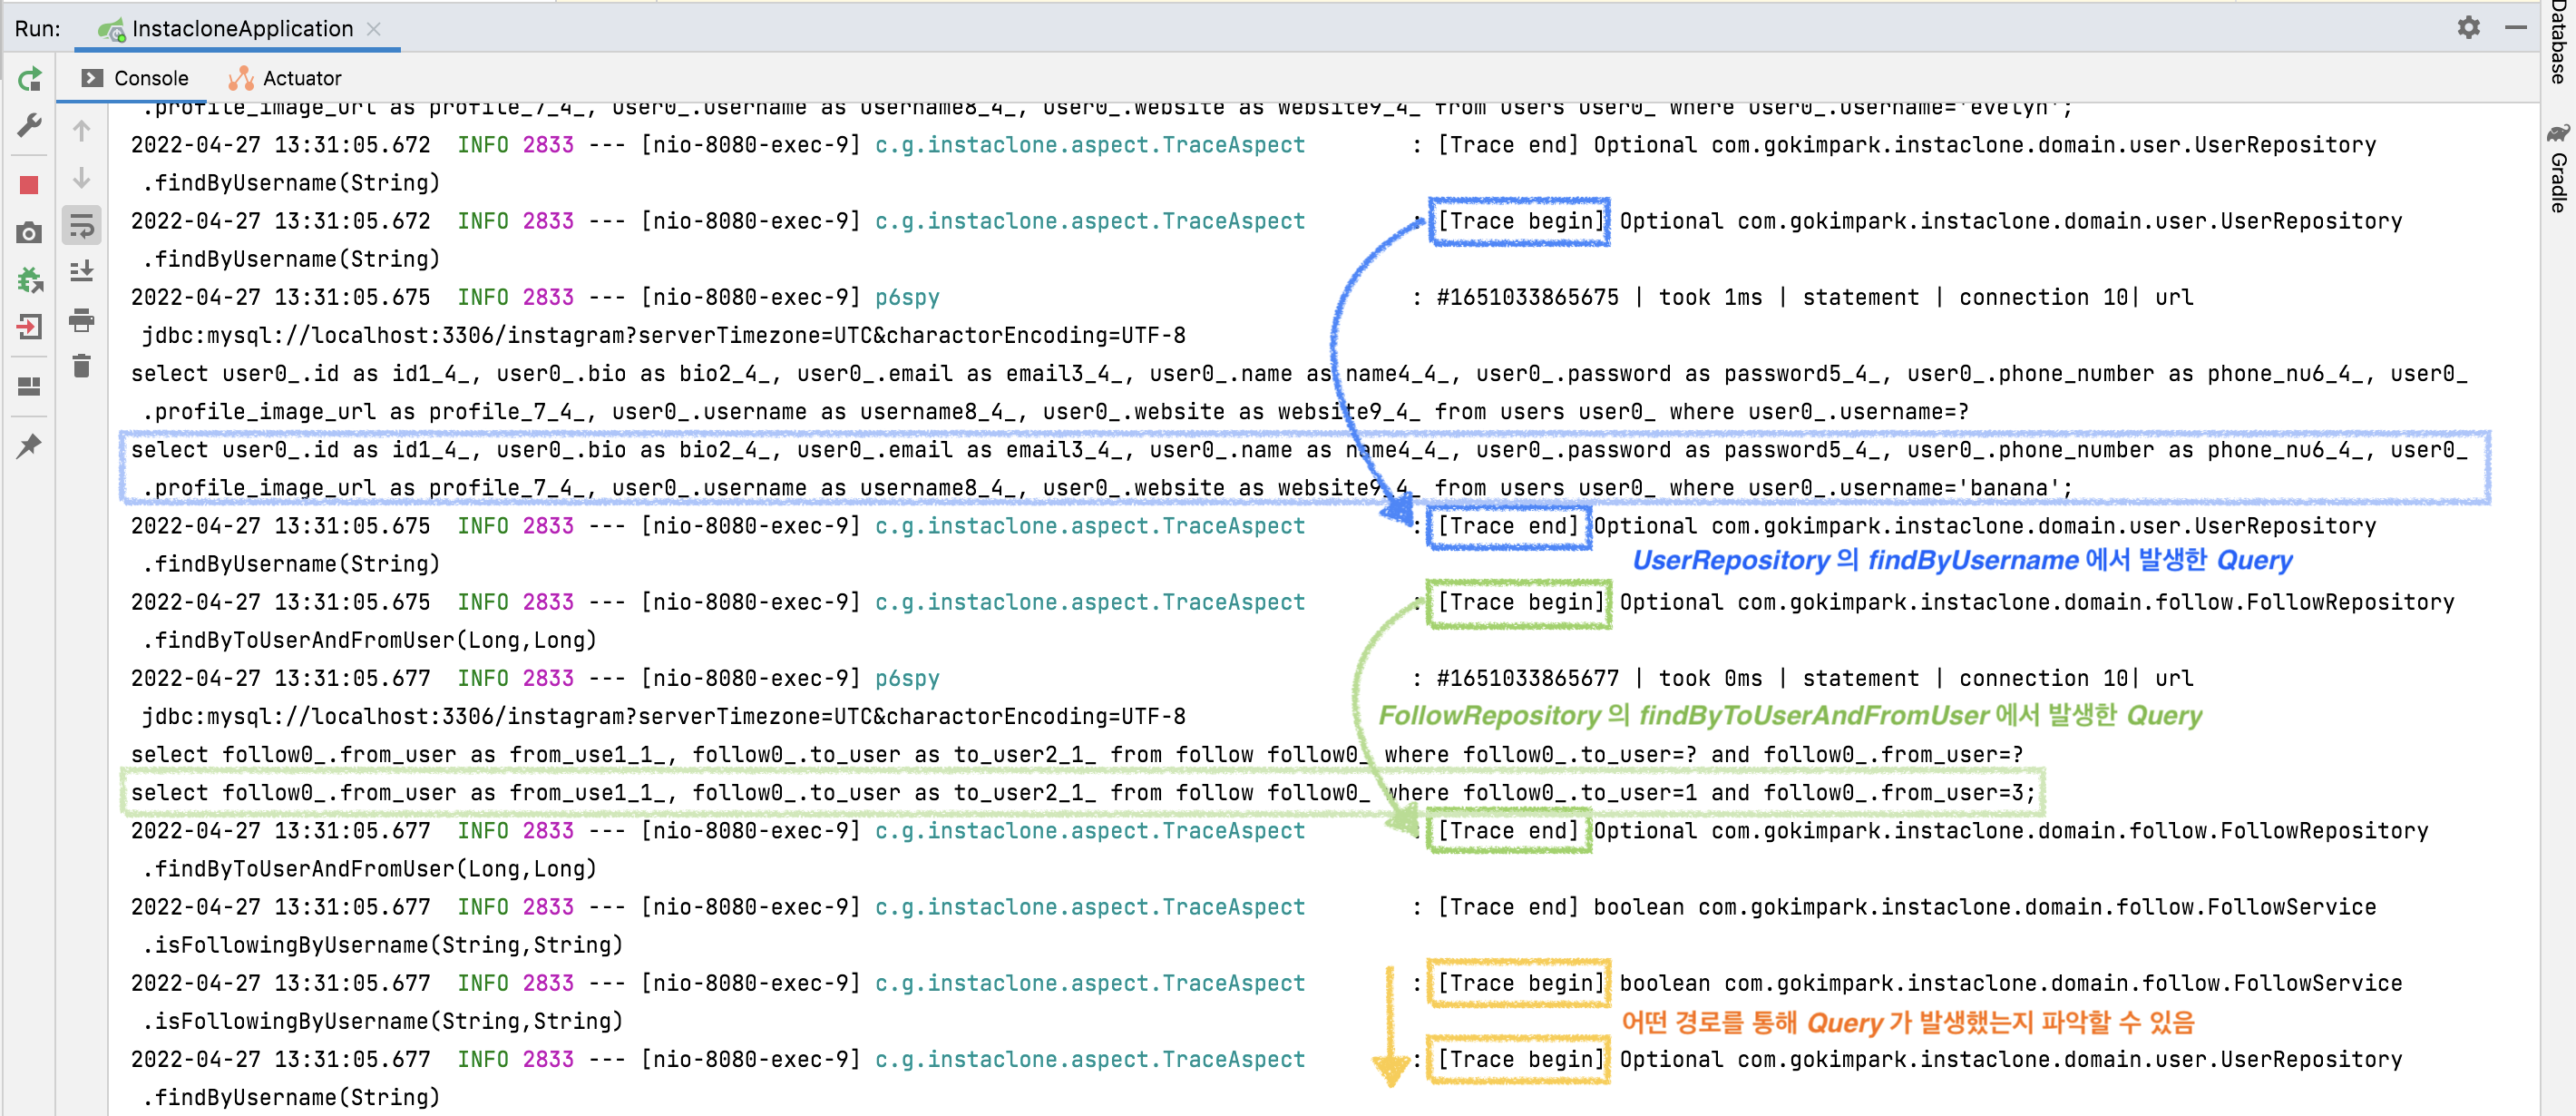 Run: InstacloneApplication
Database
Console Actuator
Gradle
.profile_image_url as profile_7_4_, user0_.username as username8_4_, user0_.website as website9_4_ from users user0_ where user0_.username='evelyn';
2022-04-27 13:31:05.672 INFO 2833 --- [nio-8080-exec-9] c.g.instaclone.aspect.TraceAspect : [Trace end] Optional com.gokimpark.instaclone.domain.user.UserRepository
.findByUsername(String)
2022-04-27 13:31:05.672 INFO 2833 --- [nio-8080-exec-9] c.g.instaclone.aspect.TraceAspect : [Trace begin] Optional com.gokimpark.instaclone.domain.user.UserRepository
.findByUsername(String)
2022-04-27 13:31:05.675 INFO 2833 --- [nio-8080-exec-9] p6spy : #1651033865675 | took 1ms | statement | connection 10| url
jdbc:mysql://localhost:3306/instagram?serverTimezone=UTC&charactorEncoding=UTF-8
select user0_.id as id1_4_, user0_.bio as bio2_4_, user0_.email as email3_4_, user0_.name as name4_4_, user0_.password as password5_4_, user0_.phone_number as phone_nu6_4_, user0_
.profile_image_url as profile_7_4_, user0_.username as username8_4_, user0_.website as website9_4_ from users user0_ where user0_.username=?
select user0_.id as id1_4_, user0_.bio as bio2_4_, user0_.email as email3_4_, user0_.name as name4_4_, user0_.password as password5_4_, user0_.phone_number as phone_nu6_4_, user0_
.profile_image_url as profile_7_4_, user0_.username as username8_4_, user0_.website as website9_4_ from users user0_ where user0_.username='banana';
2022-04-27 13:31:05.675 INFO 2833 --- [nio-8080-exec-9] c.g.instaclone.aspect.TraceAspect : [Trace end] Optional com.gokimpark.instaclone.domain.user.UserRepository
.findByUsername(String)
UserRepository 의 findByUsername 에서 발생한 Query
2022-04-27 13:31:05.675 INFO 2833 --- [nio-8080-exec-9] c.g.instaclone.aspect.TraceAspect : [Trace begin] Optional com.gokimpark.instaclone.domain.follow.FollowRepository
.findByToUserAndFromUser(Long,Long)
2022-04-27 13:31:05.677 INFO 2833 --- [nio-8080-exec-9] p6spy : #1651033865677 | took 0ms | statement | connection 10| url
jdbc:mysql://localhost:3306/instagram?serverTimezone=UTC&charactorEncoding=UTF-8
FollowRepository 의 findByToUserAndFromUser 에서 발생한 Query
select follow0_.from_user as from_use1_1_, follow0_.to_user as to_user2_1_ from follow follow0_ where follow0_.to_user=? and follow0_.from_user=?
select follow0_.from_user as from_use1_1_, follow0_.to_user as to_user2_1_ from follow follow0_ where follow0_.to_user=1 and follow0_.from_user=3;
2022-04-27 13:31:05.677 INFO 2833 --- [nio-8080-exec-9] c.g.instaclone.aspect.TraceAspect : [Trace end] Optional com.gokimpark.instaclone.domain.follow.FollowRepository
.findByToUserAndFromUser(Long,Long)
2022-04-27 13:31:05.677 INFO 2833 --- [nio-8080-exec-9] c.g.instaclone.aspect.TraceAspect : [Trace end] boolean com.gokimpark.instaclone.domain.follow.FollowService
.isFollowingByUsername(String,String)
2022-04-27 13:31:05.677 INFO 2833 --- [nio-8080-exec-9] c.g.instaclone.aspect.TraceAspect : [Trace begin] boolean com.gokimpark.instaclone.domain.follow.FollowService
.isFollowingByUsername(String,String)
어떤 경로를 통해 Query 가 발생했는지 파악할 수 있음
2022-04-27 13:31:05.677 INFO 2833 --- [nio-8080-exec-9] c.g.instaclone.aspect.TraceAspect : [Trace begin] Optional com.gokimpark.instaclone.domain.user.UserRepository
.findByUsername(String)